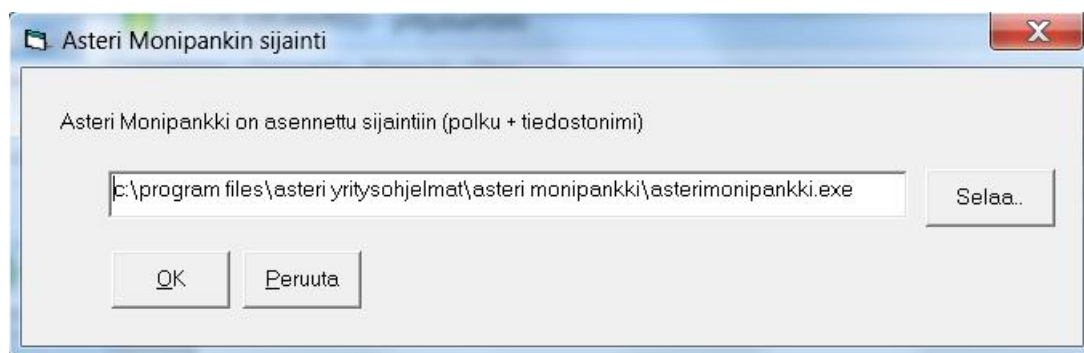 Asteri Monipankin sijainti
Asteri Monipankki on asennettu sijaintiin (polku + tiedostonimi)
c:\program files\asteri yritysohjelmat\asteri monipankki\asterimonipankki.exe
Selaa..
OK
Peruuta